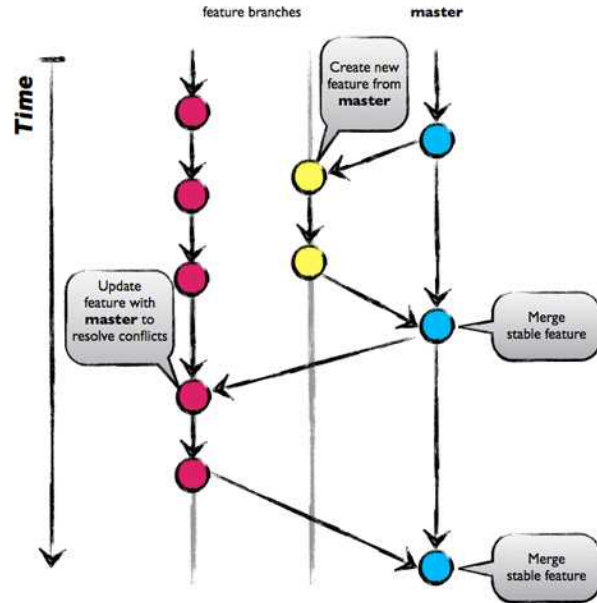 feature branches
master
Time
Create new
feature from
master
Update
feature with
master to
resolve conflicts
Merge
stable feature
Merge
stable feature